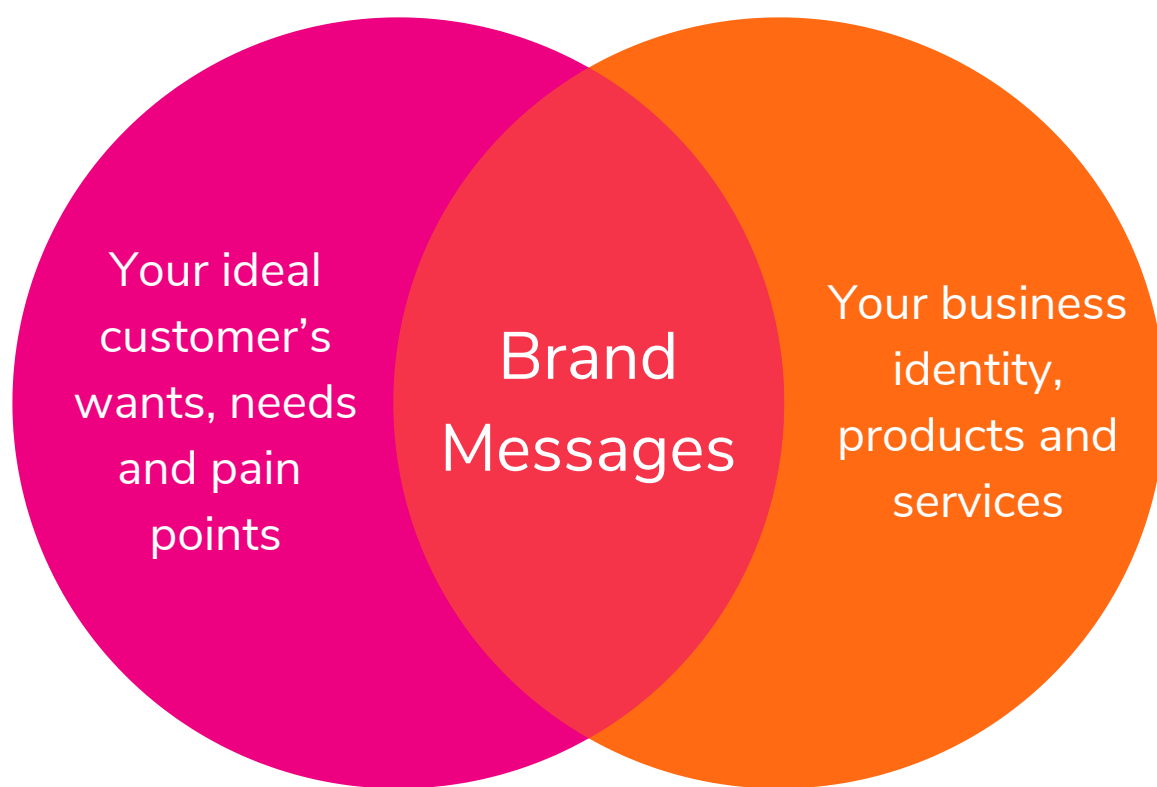 Your ideal
customer’s
wants, needs
and pain
points
Brand
Messages
Your business
identity,
products and
services